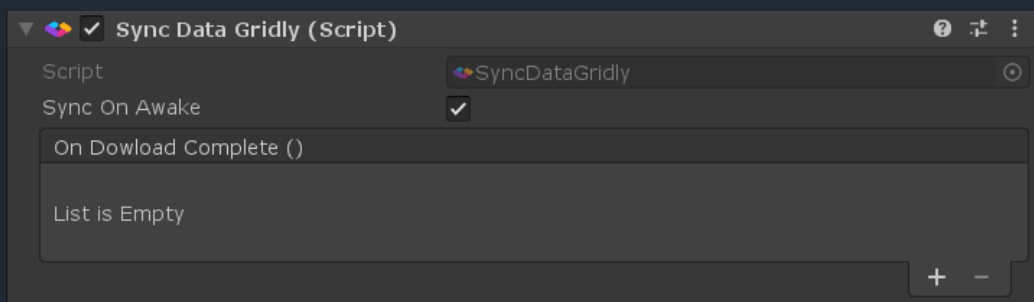 Sync Data Gridly (Script)
Script SyncDataGridly
Sync On Awake
On Dowload Complete ()
List is Empty